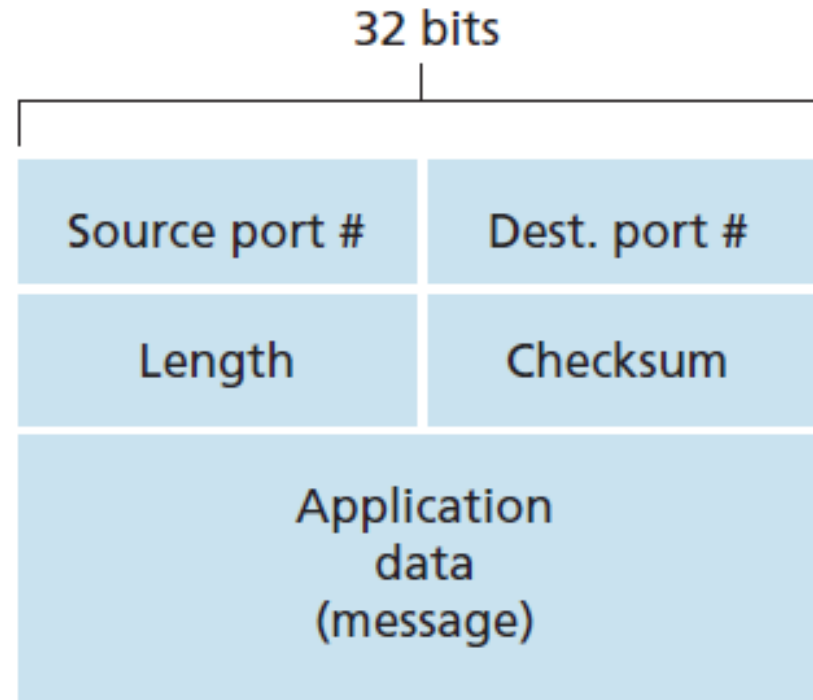 32 bits
Source port # Dest. port #
Length Checksum
Application
data
(message)